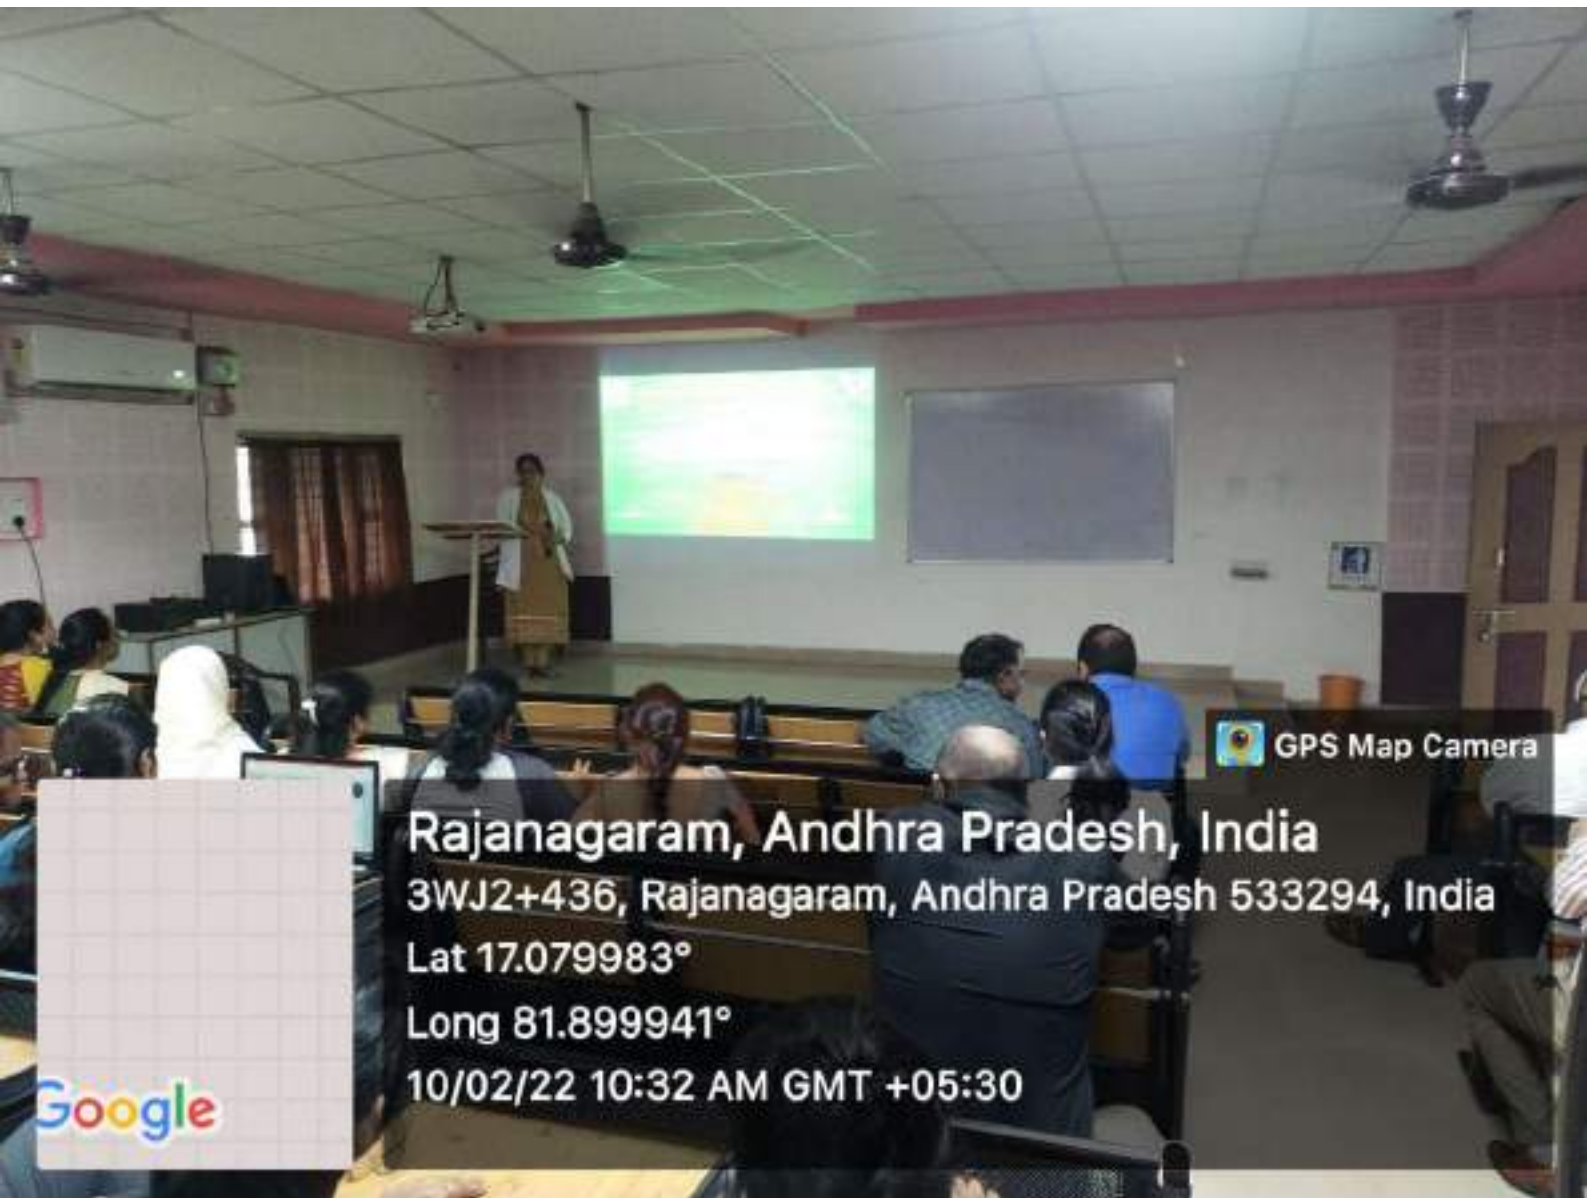 GPS Map Camera
Rajanagaram, Andhra Pradesh, India
3WJ2+436, Rajanagaram, Andhra Pradesh 533294, India
Lat 17.079983°
Long 81.899941°
10/02/22 10:32 AM GMT +05:30
Google